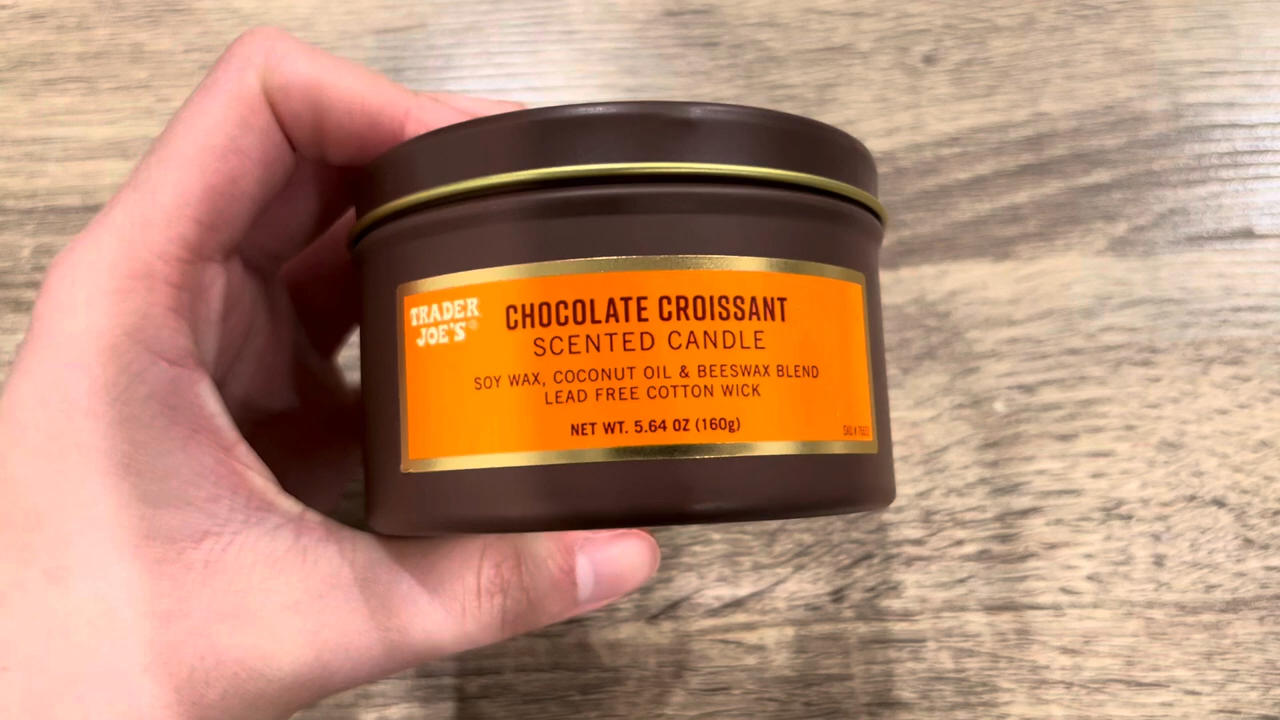 TRADER
JOE'S®
CHOCOLATE CROISSANT
SCENTED CANDLE
SOY WAX, COCONUT OIL & BEESWAX BLEND
LEAD FREE COTTON WICK
NET WT. 5.64 OZ (160g)
SKU #